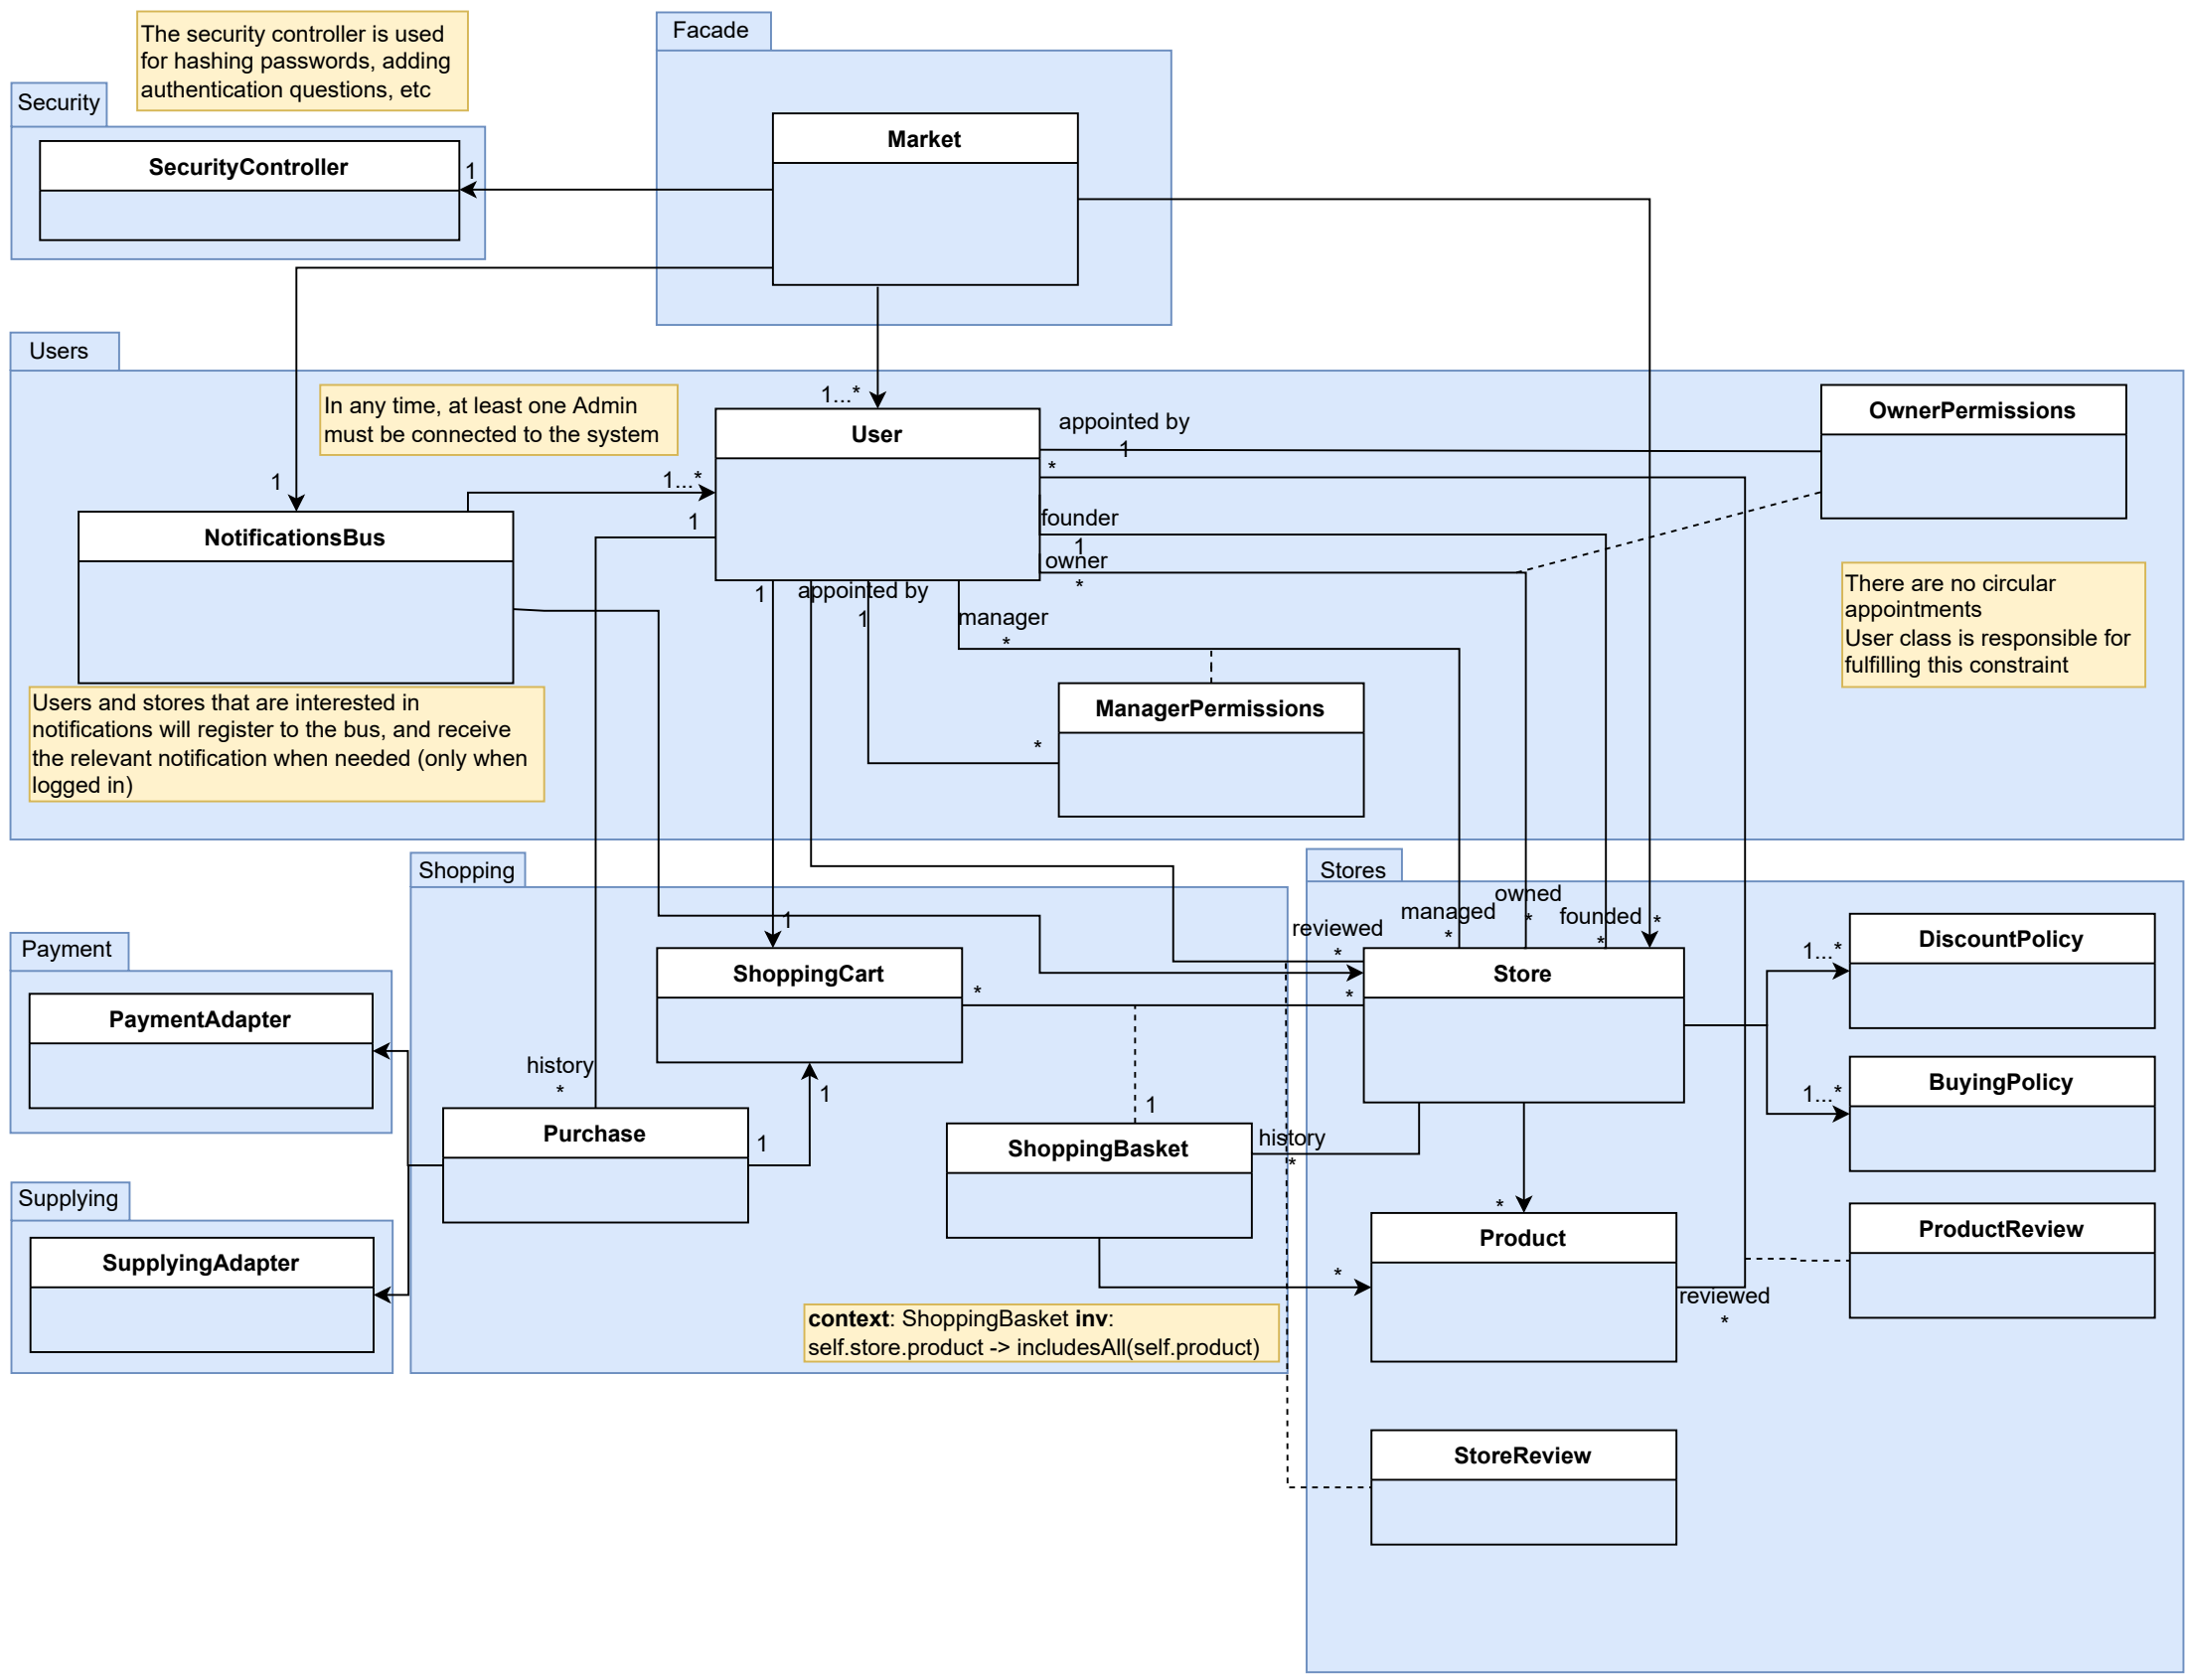 The security controller is used
for hashing passwords, adding
authentication questions, etc
Facade
Security
Market
SecurityController
1
Users
In any time, at least one Admin
must be connected to the system
1...*
User
appointed by
1
*
OwnerPermissions
1
1...*
1
founder
1
owner
*
NotificationsBus
There are no circular
appointments
User class is responsible for
fulfilling this constraint
1
appointed by
1
manager
*
Users and stores that are interested in
notifications will register to the bus, and receive
the relevant notification when needed (only when
logged in)
ManagerPermissions
*
Shopping
Stores
1
reviewed
*
managed
*
owned
*
founded
*
*
Payment
ShoppingCart
*
*
Store
1...*
DiscountPolicy
PaymentAdapter
history
*
1
1
1...*
BuyingPolicy
Purchase
1
ShoppingBasket
history
*
Supplying
SupplyingAdapter
*
Product
*
reviewed
*
ProductReview
context: ShoppingBasket inv:
self.store.product -> includesAll(self.product)
StoreReview